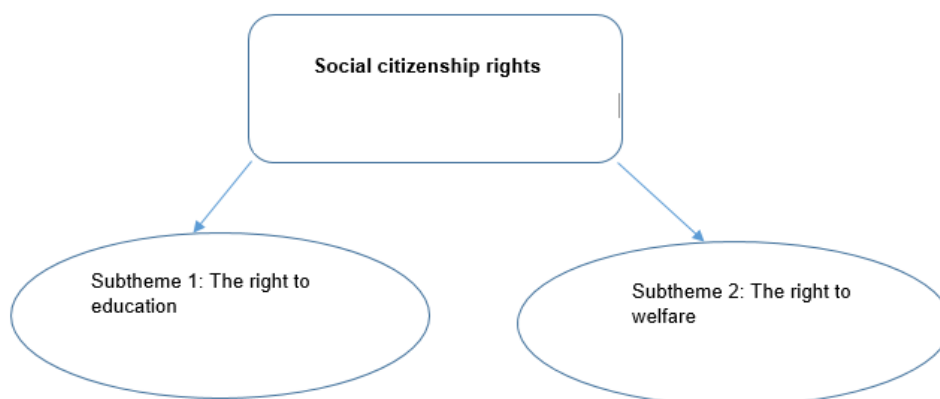 Social citizenship rights
Subtheme 1: The right to
education
Subtheme 2: The right to
welfare